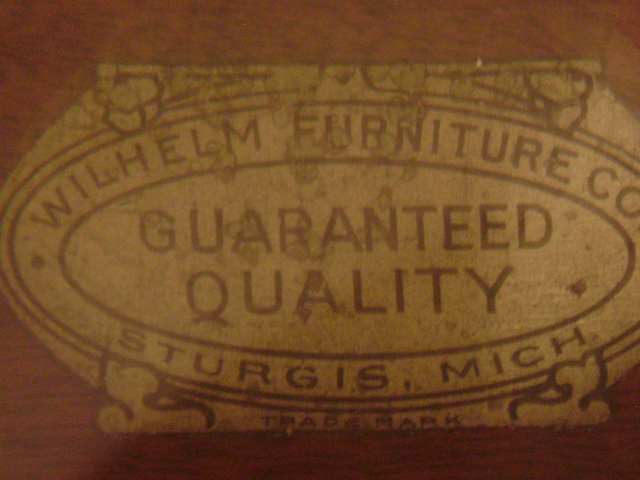 WILHELM FURNITURE CO.
GUARANTEED
QUALITY
STURGIS, MICH.
TRADE MARK